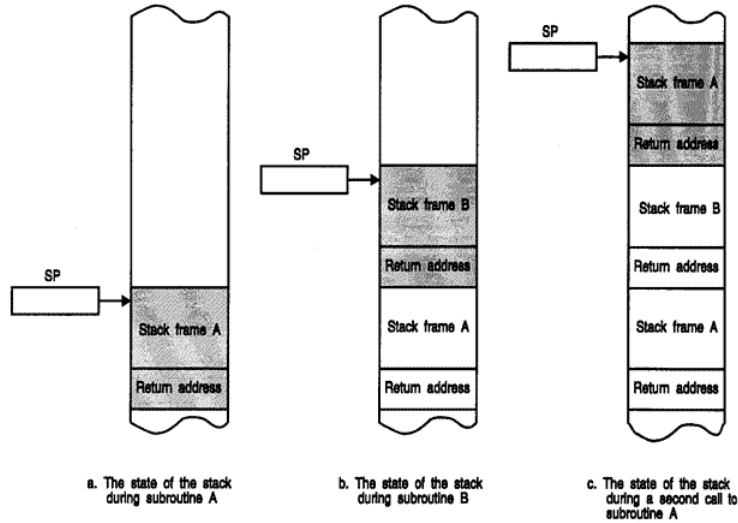 SP
Stack frame A
Return address
a. The state of the stack
during subroutine A
SP
Stack frame B
Return address
Stack frame A
Return address
b. The state of the stack
during subroutine B
SP
Stack frame A
Return address
Stack frame B
Return address
Stack frame A
Return address
c. The state of the stack
during a second call to
subroutine A